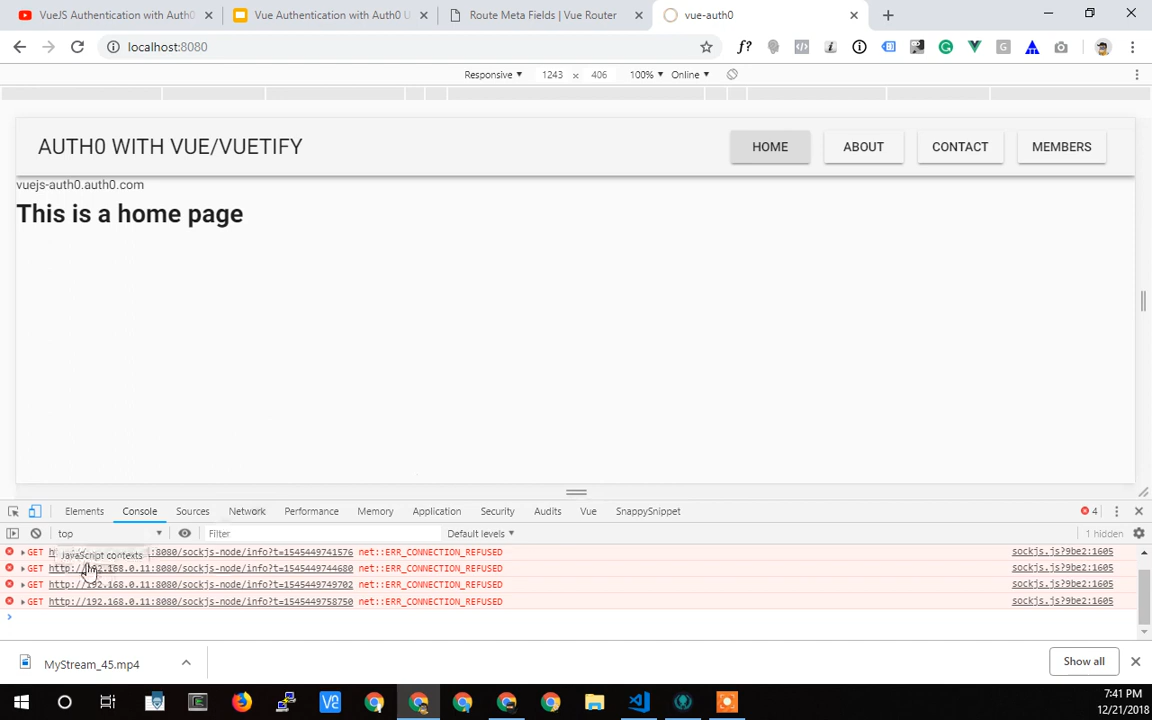 VueJS Authentication with Auth0
Vue Authentication with Auth0 U
Route Meta Fields | Vue Router
vue-auth0
localhost:8080
Responsive 1243 x 406 100% Online
AUTH0 WITH VUE/VUETIFY
HOME
ABOUT
CONTACT
MEMBERS
vuejs-auth0.auth0.com
This is a home page
Elements Console Sources Network Performance Memory Application Security Audits Vue SnappySnippet 4
top Filter Default levels 1 hidden
GET :8080/sockjs-node/info?t=1545449741576 net::ERR_CONNECTION_REFUSED sockjs.js?9be2:1605
JavaScript contexts
GET http://192.168.0.11:8080/sockjs-node/info?t=1545449744680 net::ERR_CONNECTION_REFUSED sockjs.js?9be2:1605
GET http://192.168.0.11:8080/sockjs-node/info?t=1545449749702 net::ERR_CONNECTION_REFUSED sockjs.js?9be2:1605
GET http://192.168.0.11:8080/sockjs-node/info?t=1545449758750 net::ERR_CONNECTION_REFUSED sockjs.js?9be2:1605
MyStream_45.mp4
Show all
7:41 PM
12/21/2018